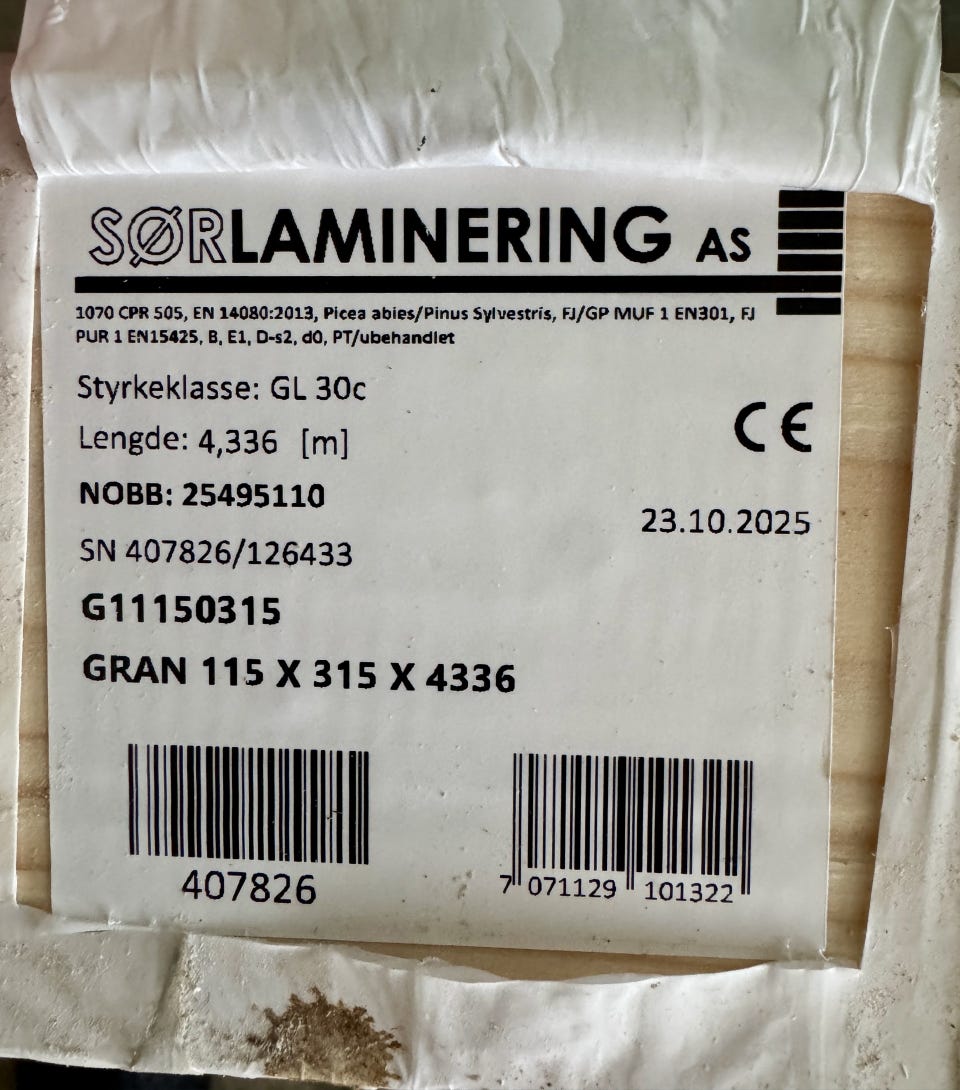 SØRLAMINERING AS
1070 CPR 505, EN 14080:2013, Picea abies/Pinus Sylvestris, FJ/GP MUF 1 EN301, FJ
PUR 1 EN15425, B, E1, D-s2, d0, PT/ubehandlet
Styrkeklasse: GL 30c
Lengde: 4,336 [m]
CE
NOBB: 25495110
23.10.2025
SN 407826/126433
G11150315
GRAN 115 X 315 X 4336
407826
7 071129 101322